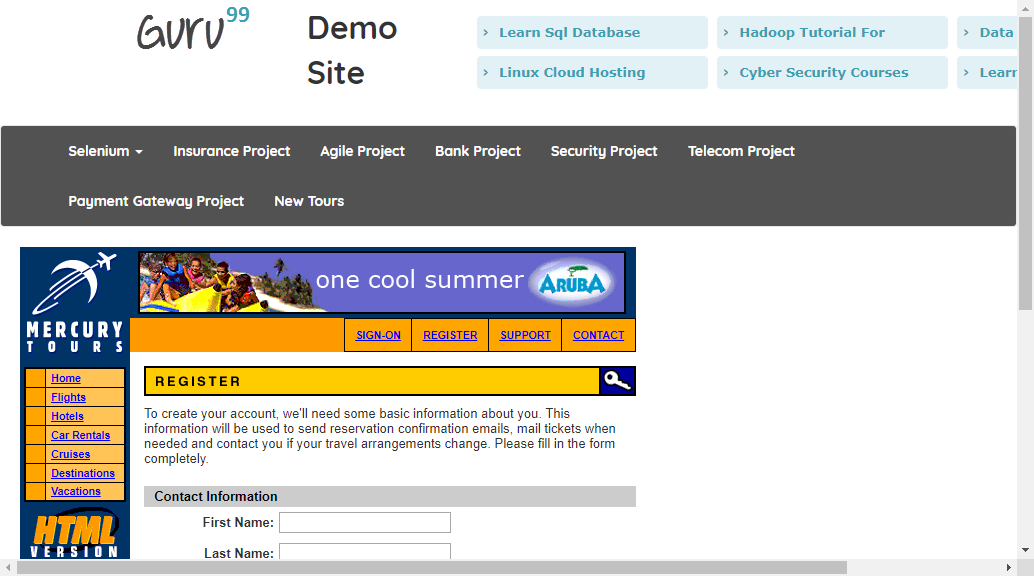 Guru99
Demo
Site
Learn Sql Database
Hadoop Tutorial For
Data
Linux Cloud Hosting
Cyber Security Courses
Learn
Selenium
Insurance Project
Agile Project
Bank Project
Security Project
Telecom Project
Payment Gateway Project
New Tours
MERCURY
TOURS
one cool summer
ARUBA
SIGN-ON
REGISTER
SUPPORT
CONTACT
Home
Flights
Hotels
Car Rentals
Cruises
Destinations
Vacations
HTML
VERSION
REGISTER
To create your account, we'll need some basic information about you. This
information will be used to send reservation confirmation emails, mail tickets when
needed and contact you if your travel arrangements change. Please fill in the form
completely.
Contact Information
First Name:
Last Name: